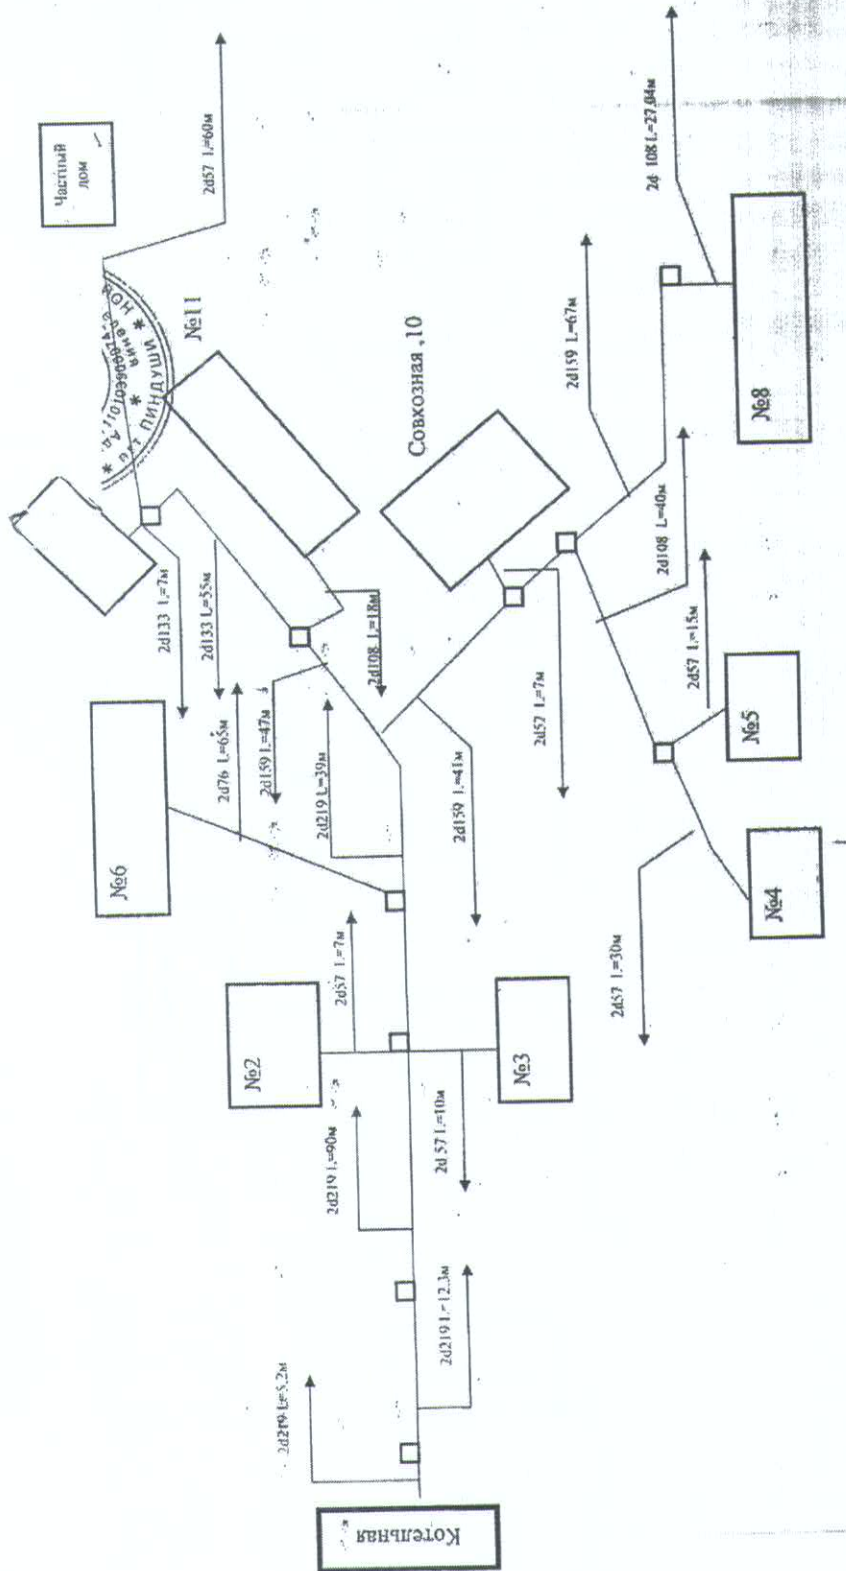 Частный
дом
2d57 L=60м
№11
2d133 L=7м
2d133 L=55м
2d76 L=65м
2d159 L=47м
2d108 L=18м
2d219 L=39м
№6
Совхозная ,10
2d159 L=67м
2d 108 L=27.04м
№8
2d108 L=40м
2d57 L=15м
2d57 L=7м
2d159 L=41м
№5
№4
2d57 L=30м
2d57 L=7м
№2
№3
2d 57 L=10м
2d219 L=90м
2d219 L=12.3м
2d219 L=5.2м
Котельная
ПИНДУШИ